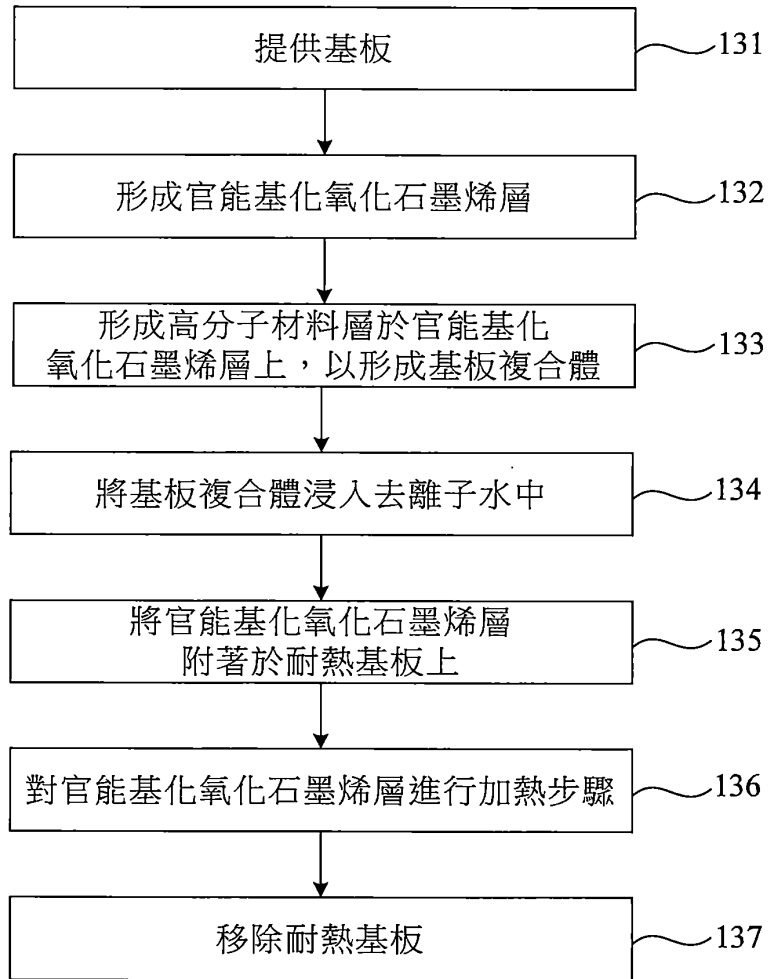 提供基板
131
形成官能基化氧化石墨烯層
132
形成高分子材料層於官能基化
氧化石墨烯層上，以形成基板複合體
133
將基板複合體浸入去離子水中
134
將官能基化氧化石墨烯層
附著於耐熱基板上
135
對官能基化氧化石墨烯層進行加熱步驟
136
移除耐熱基板
137